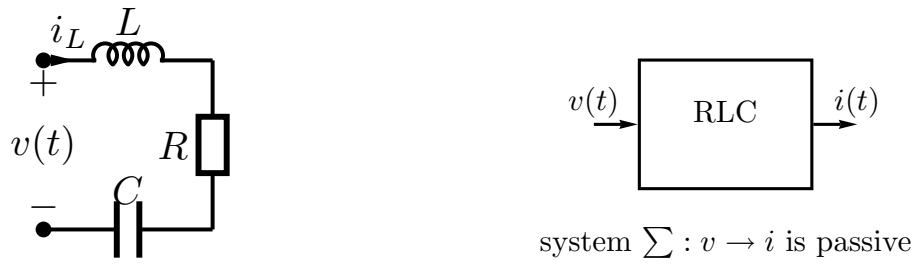 i_L
L
+
v(t)
R
C
−
v(t)
RLC
i(t)
system ∑ : v → i is passive